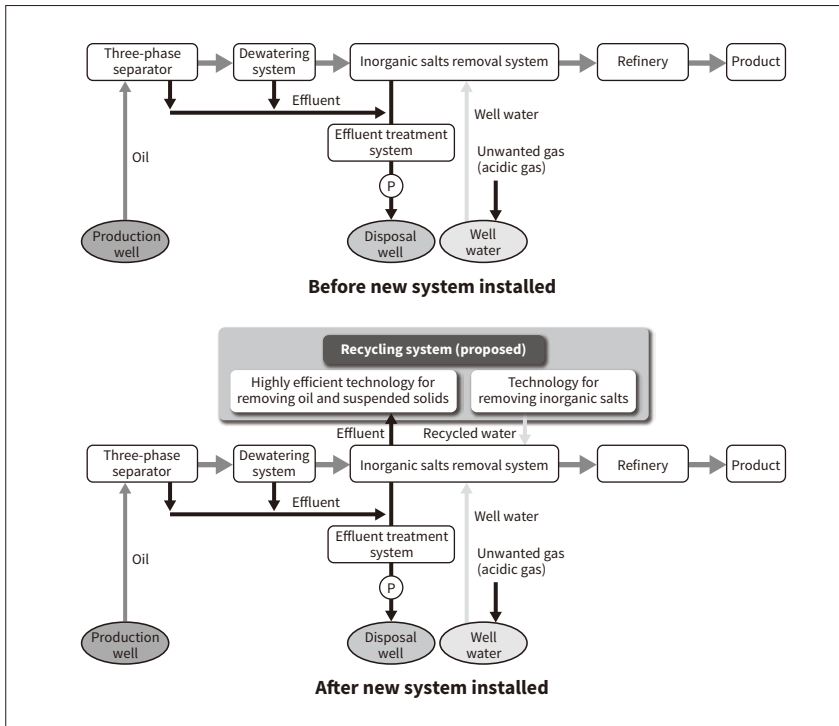 Three-phase
separator
Dewatering
system
Inorganic salts removal system
Refinery
Product
Effluent
Well water
Effluent treatment
system
Unwanted gas
(acidic gas)
Oil
P
Production
well
Disposal
well
Well
water
Before new system installed
Recycling system (proposed)
Highly efficient technology for
removing oil and suspended solids
Technology for
removing inorganic salts
Effluent
Recycled water
Three-phase
separator
Dewatering
system
Inorganic salts removal system
Refinery
Product
Effluent
Well water
Effluent treatment
system
Unwanted gas
(acidic gas)
Oil
P
Production
well
Disposal
well
Well
water
After new system installed